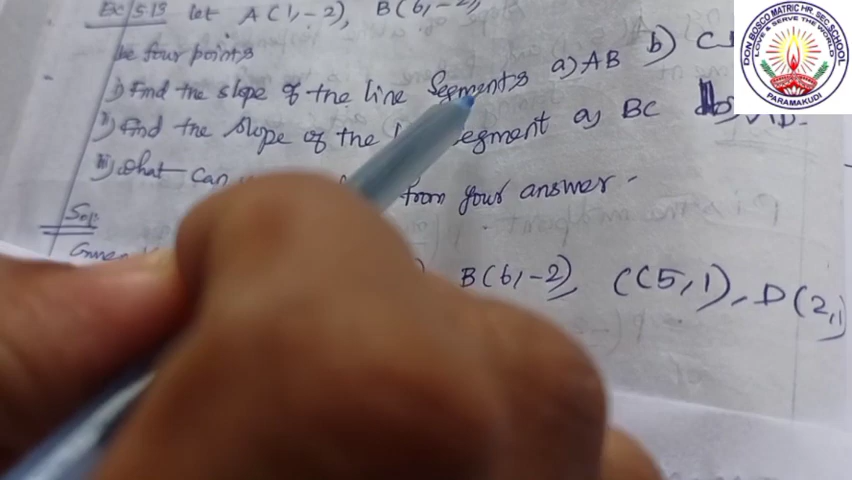 Ex 5.13 let A(1,-2), B(6,-2,
be four points
i) Find the slope of the line Segments a) AB b) C
ii) Find the slope of the segment a) BC b) AD.
iii) What Can from your answer.
Sol:
Given B(6,-2), C(5,1), D(2,1)
DON BOSCO MATRIC HR. SEC SCHOOL
LOVE & SERVE THE WORLD
PARAMAKUDI